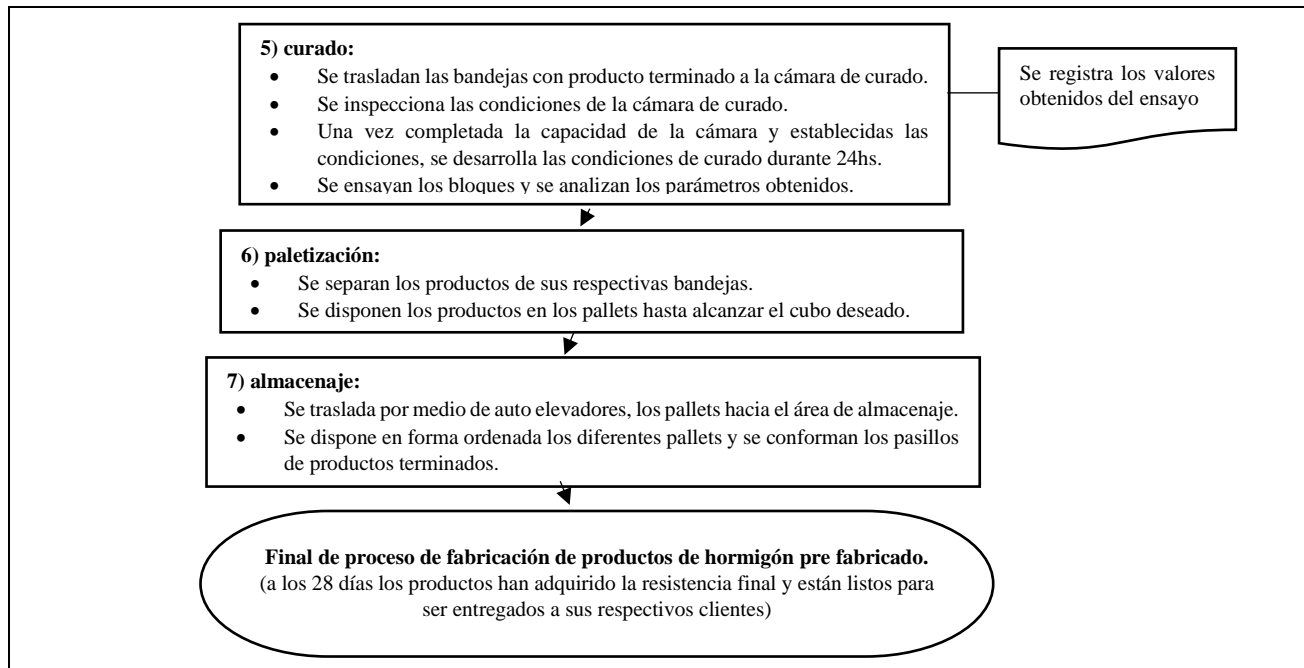 5) curado:
• Se trasladan las bandejas con producto terminado a la cámara de curado.
• Se inspecciona las condiciones de la cámara de curado.
• Una vez completada la capacidad de la cámara y establecidas las
condiciones, se desarrolla las condiciones de curado durante 24hs.
• Se ensayan los bloques y se analizan los parámetros obtenidos.
Se registra los valores
obtenidos del ensayo
6) paletización:
• Se separan los productos de sus respectivas bandejas.
• Se disponen los productos en los pallets hasta alcanzar el cubo deseado.
7) almacenaje:
• Se traslada por medio de auto elevadores, los pallets hacia el área de almacenaje.
• Se dispone en forma ordenada los diferentes pallets y se conforman los pasillos
de productos terminados.
Final de proceso de fabricación de productos de hormigón pre fabricado.
(a los 28 días los productos han adquirido la resistencia final y están listos para
ser entregados a sus respectivos clientes)